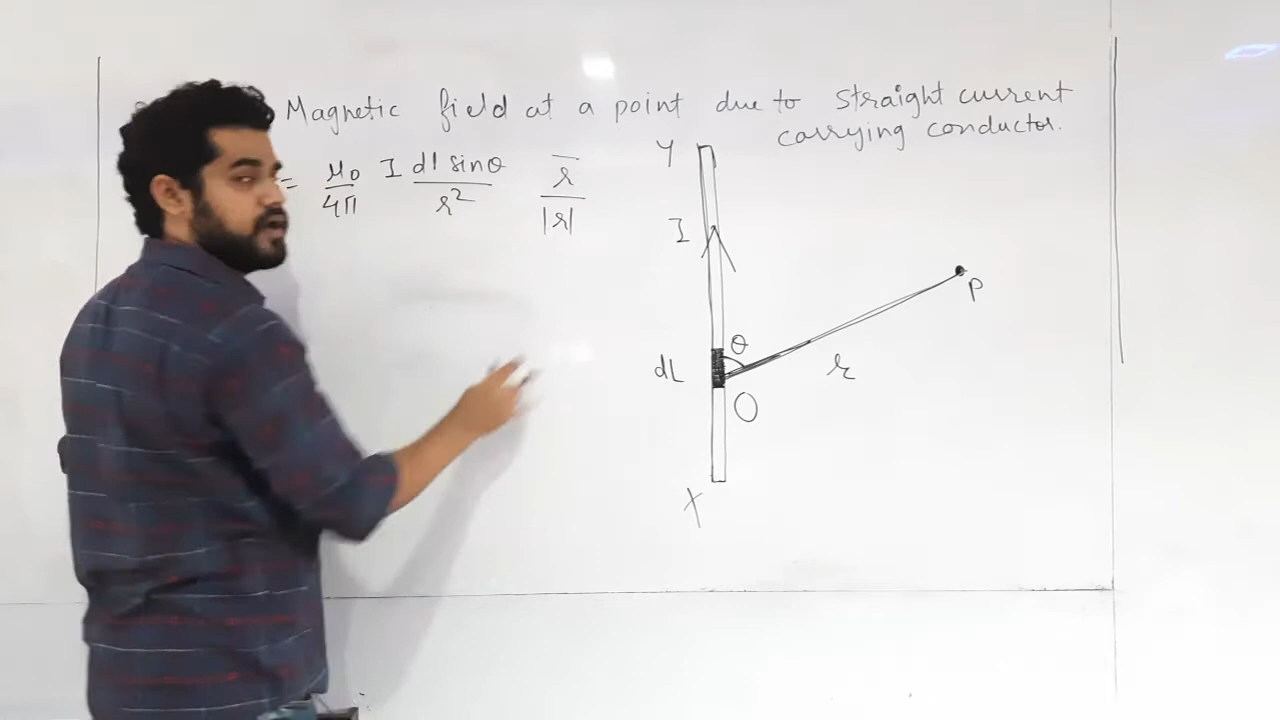 Magnetic field at a point due to straight current
carrying conductor.
= μ0/4π I dl sinθ/r² r̄/|r|
Y
I
P
θ
dl
r
O
X